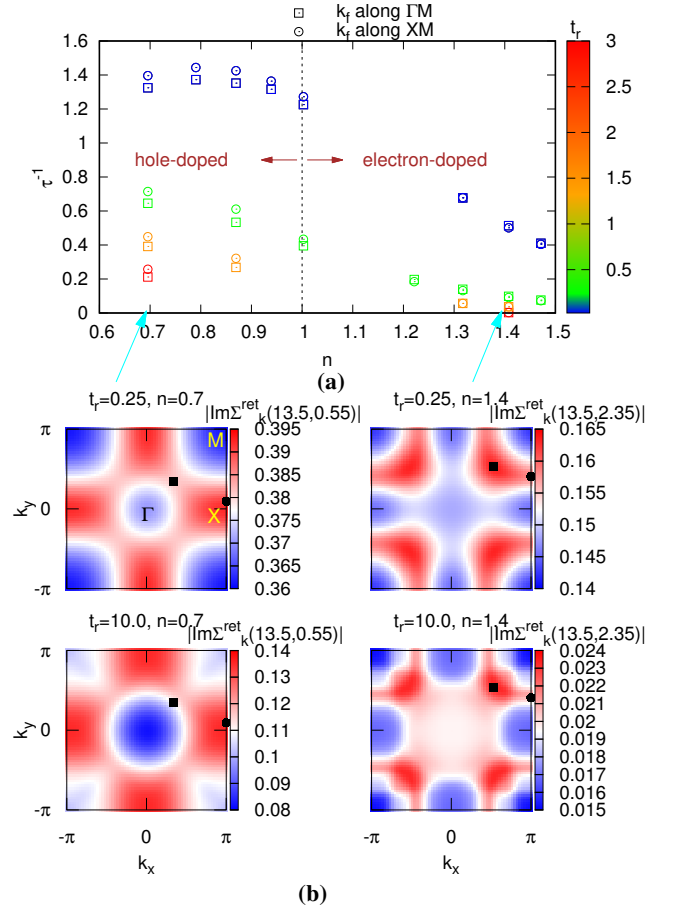 k_f along ΓM
k_f along XM
t_r
1.6
1.4
1.2
1
0.8
0.6
0.4
0.2
0
τ^-1
hole-doped
electron-doped
0.6 0.7 0.8 0.9 1 1.1 1.2 1.3 1.4 1.5
n
3
2.5
2
1.5
1
0.5
(a)
t_r=0.25, n=0.7
|ImΣ^ret_k(13.5,0.55)|
π
0
-π
k_y
M
Γ
X
0.395
0.39
0.385
0.38
0.375
0.37
0.365
0.36
t_r=0.25, n=1.4
|ImΣ^ret_k(13.5,2.35)|
π
0
-π
0.165
0.16
0.155
0.15
0.145
0.14
t_r=10.0, n=0.7
|ImΣ^ret_k(13.5,0.55)|
π
0
-π
k_y
-π 0 π
k_x
0.14
0.13
0.12
0.11
0.1
0.09
0.08
t_r=10.0, n=1.4
|ImΣ^ret_k(13.5,2.35)|
π
0
-π
-π 0 π
k_x
0.024
0.023
0.022
0.021
0.02
0.019
0.018
0.017
0.016
0.015
(b)